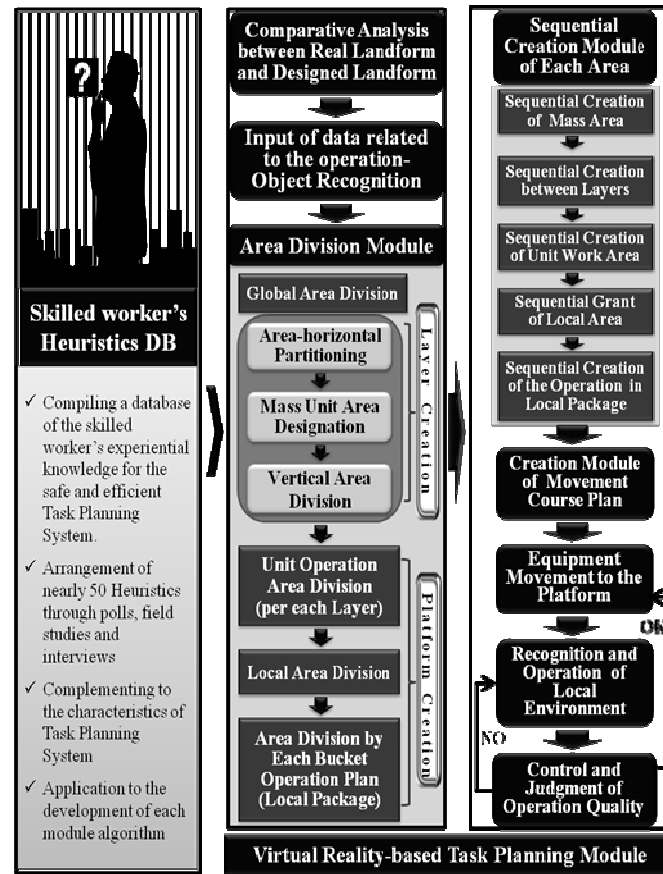 ?
Skilled worker's
Heuristics DB
✓ Compiling a database
of the skilled
worker's experiential
knowledge for the
safe and efficient
Task Planning
System.
✓ Arrangement of
nearly 50 Heuristics
through polls, field
studies and
interviews
✓ Complementing to
the characteristics of
Task Planning
System
✓ Application to the
development of each
module algorithm
Comparative Analysis
between Real Landform
and Designed Landform
Input of data related
to the operation-
Object Recognition
Area Division Module
Global Area Division
Area-horizontal
Partitioning
Mass Unit Area
Designation
Vertical Area
Division
Layer Creation
Unit Operation
Area Division
(per each Layer)
Local Area Division
Area Division by
Each Bucket
Operation Plan
(Local Package)
Platform Creation
Sequential
Creation Module
of Each Area
Sequential Creation
of Mass Area
Sequential Creation
between Layers
Sequential Creation
of Unit Work Area
Sequential Grant
of Local Area
Sequential Creation
of the Operation in
Local Package
Creation Module
of Movement
Course Plan
Equipment
Movement to the
Platform
Recognition and
Operation of
Local
Environment
NO
Control and
Judgment of
Operation Quality
Virtual Reality-based Task Planning Module